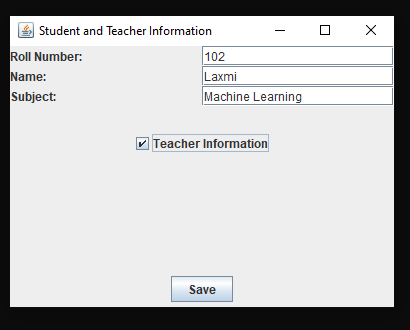 Student and Teacher Information
Roll Number: 102
Name: Laxmi
Subject: Machine Learning
Teacher Information
Save